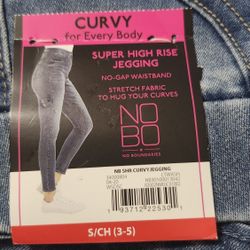 CURVY
for Every Body
SUPER HIGH RISE
JEGGING
NO-GAP WAISTBAND
STRETCH FABRIC
TO HUG YOUR CURVES
NO
BO
NO BOUNDARIES
NB SHR CURVY JEGGING
S/CH (3-5)